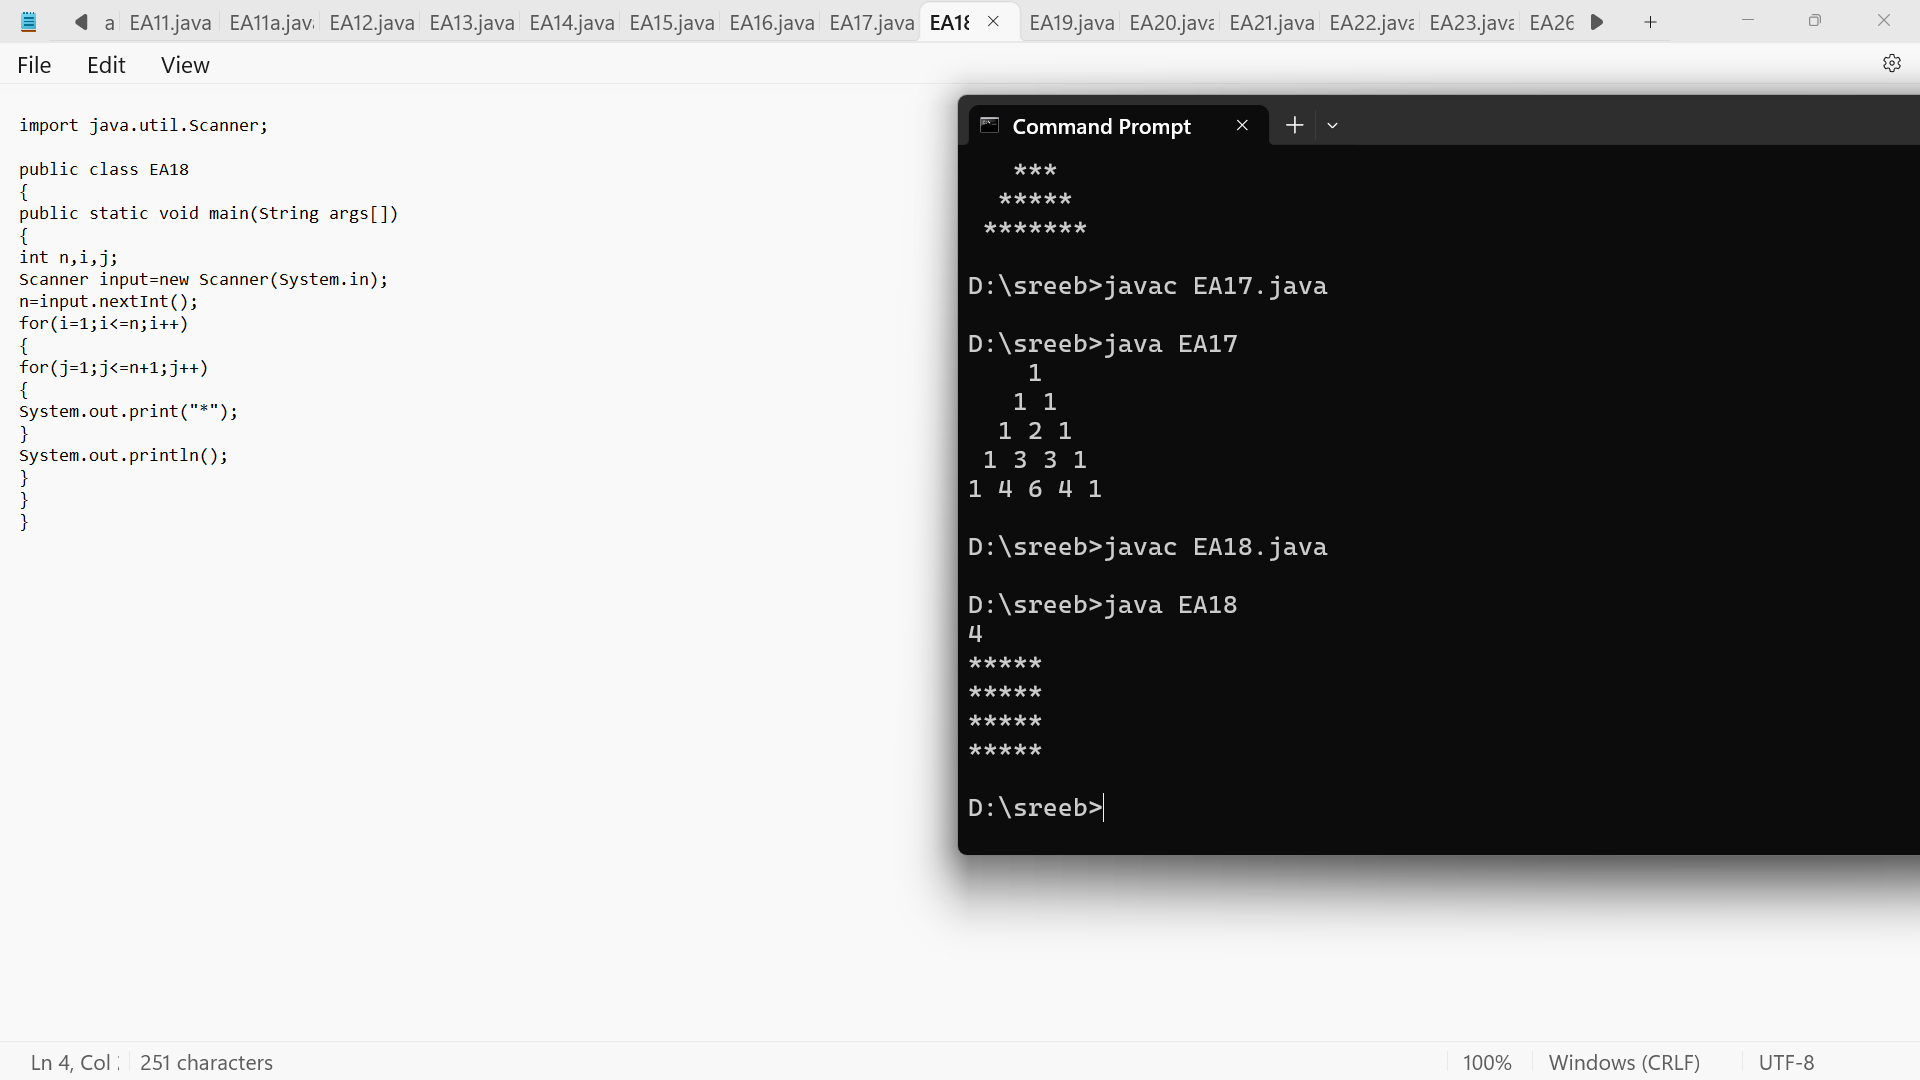 a EA11.java EA11a.java EA12.java EA13.java EA14.java EA15.java EA16.java EA17.java EA18 EA19.java EA20.java EA21.java EA22.java EA23.java EA26
File Edit View
import java.util.Scanner;
public class EA18
{
public static void main(String args[])
{
int n,i,j;
Scanner input=new Scanner(System.in);
n=input.nextInt();
for(i=1;i<=n;i++)
{
for(j=1;j<=n+1;j++)
{
System.out.print("*");
}
System.out.println();
}
}
}
Command Prompt
   ***
  *****
 *******
D:\sreeb>javac EA17.java
D:\sreeb>java EA17
    1
   1 1
  1 2 1
 1 3 3 1
1 4 6 4 1
D:\sreeb>javac EA18.java
D:\sreeb>java EA18
4
*****
*****
*****
*****
D:\sreeb>
Ln 4, Col 251 characters 100% Windows (CRLF) UTF-8